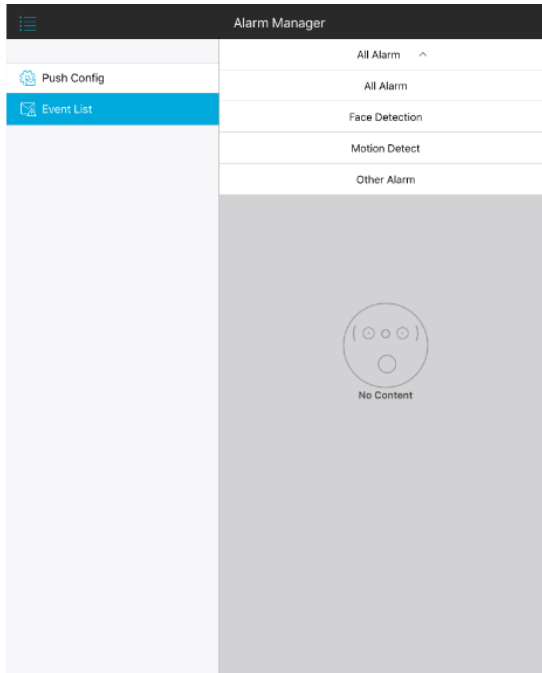 Alarm Manager
Push Config
Event List
All Alarm
All Alarm
Face Detection
Motion Detect
Other Alarm
No Content